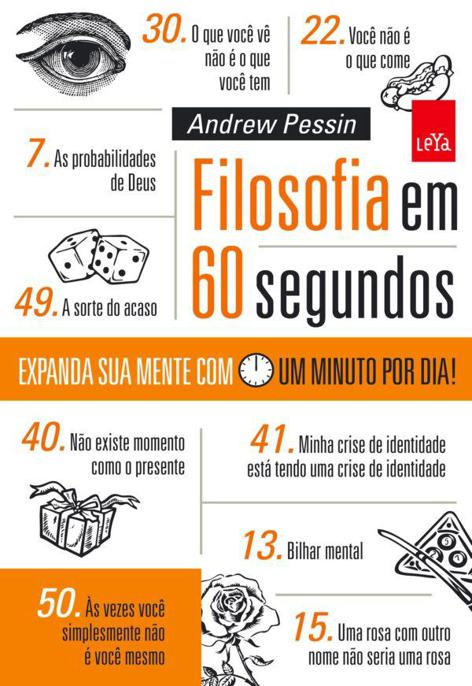 30. O que você vê
não é o que
você tem
22. Você não é
o que come
Andrew Pessin
LeYa
7. As probabilidades
de Deus
Filosofia em
60 segundos
49. A sorte do acaso
EXPANDA SUA MENTE COM UM MINUTO POR DIA!
40. Não existe momento
como o presente
41. Minha crise de identidade
está tendo uma crise de identidade
13. Bilhar mental
50. Às vezes você
simplesmente não
é você mesmo
15. Uma rosa com outro
nome não seria uma rosa